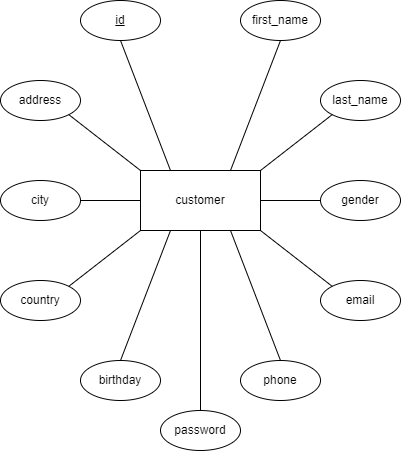 id
first_name
address
last_name
city
customer
gender
country
email
birthday
phone
password